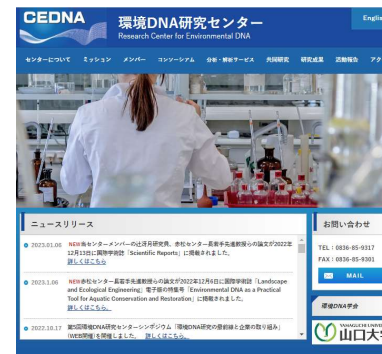 CEDNA
環境DNA研究センター
Research Center for Environmental DNA
Englis
センターについて ミッション メンバー コンソーシアム 分析・解析サービス 共同研究 研究成果 活動報告 アク
ニュースリリース
2023.01.06 NEW当センターメンバーの辻冴月研究員、赤松センター長若手先進教授らの論文が2022年
12月13日に国際学術誌「Scientific Reports」に掲載されました。
詳しくはこちら
2023.1.06 NEW赤松センター長若手先進教授らの論文が2022年12月6日に国際学術誌「Landscape
and Ecological Engineering」電子版の特集号「Environmental DNA as a Practical
Tool for Aquatic Conservation and Restoration」に掲載されました。
詳しくはこちら。
2022.10.17 第5回環境DNA研究センターシンポジウム「環境DNA研究の最前線と企業の取り組み」
(WEB開催)を開催しました。 詳しくはこちら。
お問い合わせ
TEL：0836-85-9317
FAX：0836-85-9301
MAIL
環境DNA学会
YAMAGUCHI UNIVERS
山口大